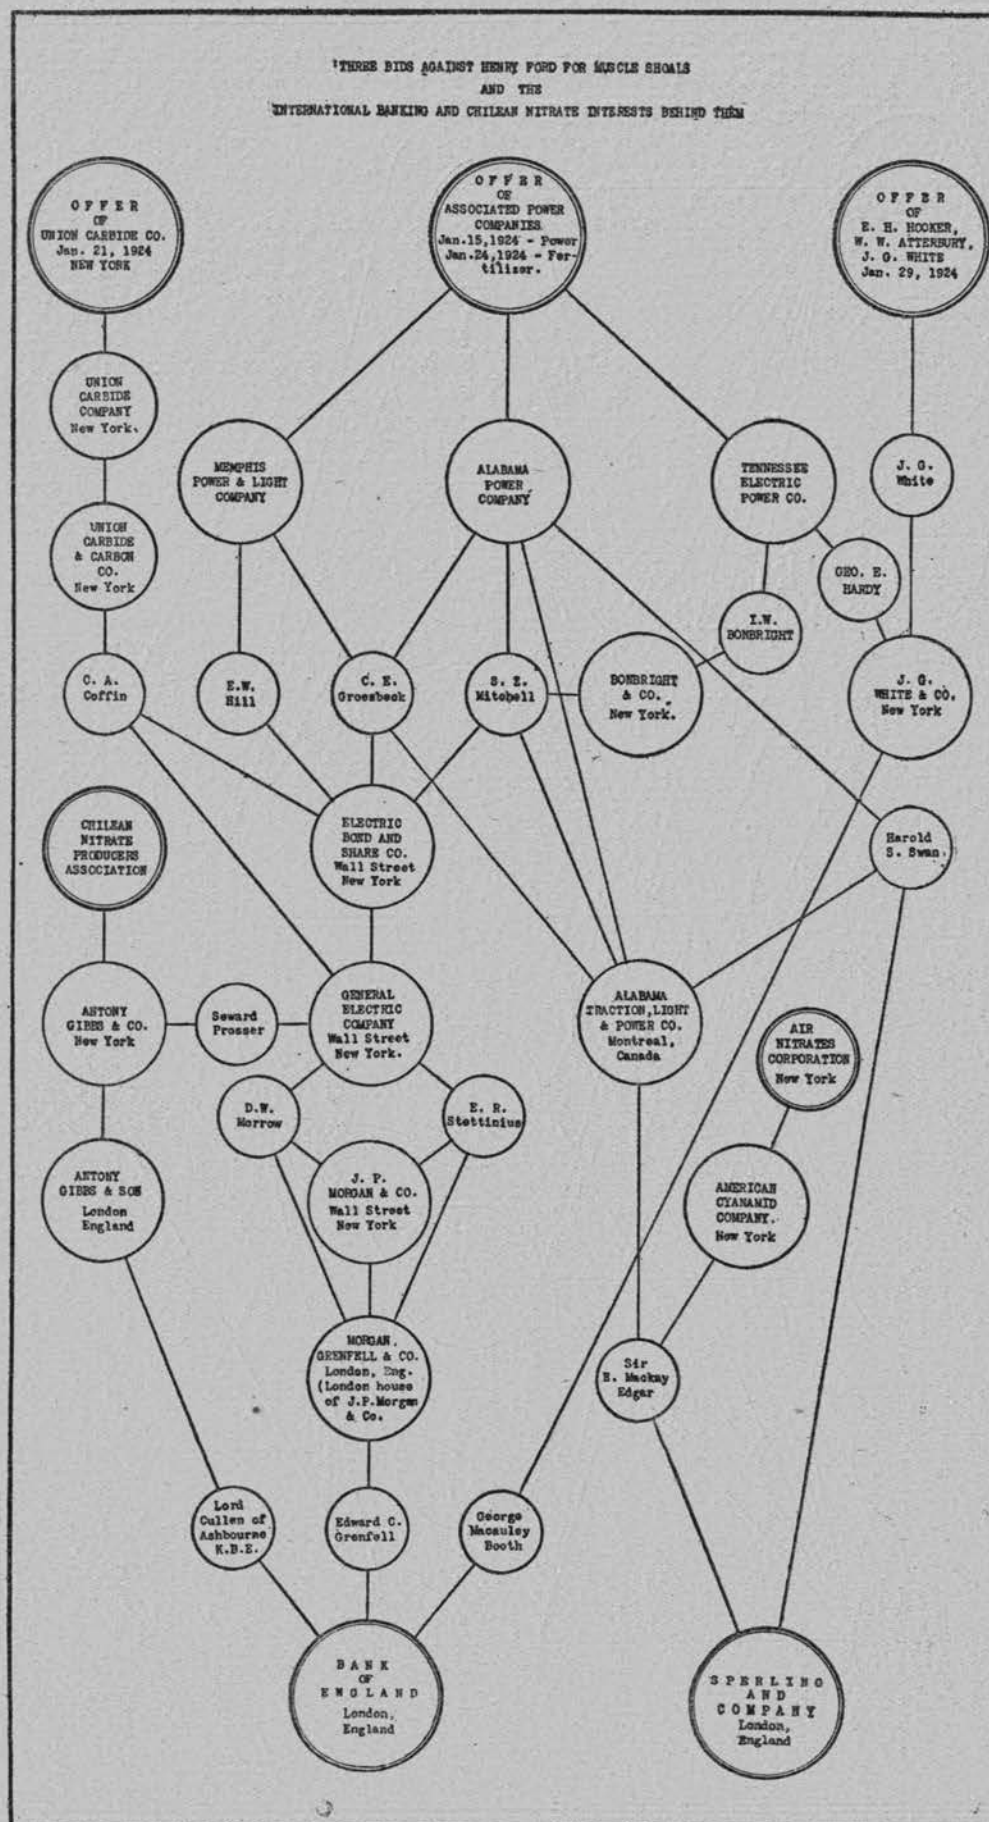 THREE BIDS AGAINST HENRY FORD FOR MUSCLE SHOALS
AND THE
INTERNATIONAL BANKING AND CHILEAN NITRATE INTERESTS BEHIND THEM
OFFER
OF
UNION CARBIDE CO.
Jan. 21, 1924
NEW YORK
OFFER
OF
ASSOCIATED POWER
COMPANIES
Jan.15,1924 - Power
Jan.24,1924 - Fer-
tilizer.
OFFER
OF
E. H. HOOKER,
W. W. ATTERBURY,
J. G. WHITE
Jan. 29, 1924
UNION
CARBIDE
COMPANY
New York.
MEMPHIS
POWER & LIGHT
COMPANY
ALABAMA
POWER
COMPANY
TENNESSEE
ELECTRIC
POWER CO.
J. G.
White
UNION
CARBIDE
& CARBON
CO.
New York
GEO. E.
HARDY
I.W.
BONBRIGHT
C. A.
Coffin
E.W.
Hill
C. E.
Groesbeck
S. Z.
Mitchell
BONBRIGHT
& CO.
New York.
J. G.
WHITE & CO.
New York
CHILEAN
NITRATE
PRODUCERS
ASSOCIATION
ELECTRIC
BOND AND
SHARE CO.
Wall Street
New York
Harold
S. Swan.
ANTONY
GIBBS & CO.
New York
Seward
Prosser
GENERAL
ELECTRIC
COMPANY
Wall Street
New York.
ALABAMA
TRACTION,LIGHT
& POWER CO.
Montreal,
Canada
AIR
NITRATES
CORPORATION
New York
D.W.
Morrow
E. R.
Stettinius
ANTONY
GIBBS & SON
London
England
J. P.
MORGAN & CO.
Wall Street
New York
AMERICAN
CYANAMID
COMPANY.
New York
MORGAN,
GRENFELL & CO.
London, Eng.
(London house
of J.P.Morgan
& Co.
Sir
E. Mackay
Edgar
Lord
Cullen of
Ashbourne
K.B.E.
Edward C.
Grenfell
George
Macauley
Booth
BANK
OF
ENGLAND
London,
England
SPERLING
AND
COMPANY
London,
England